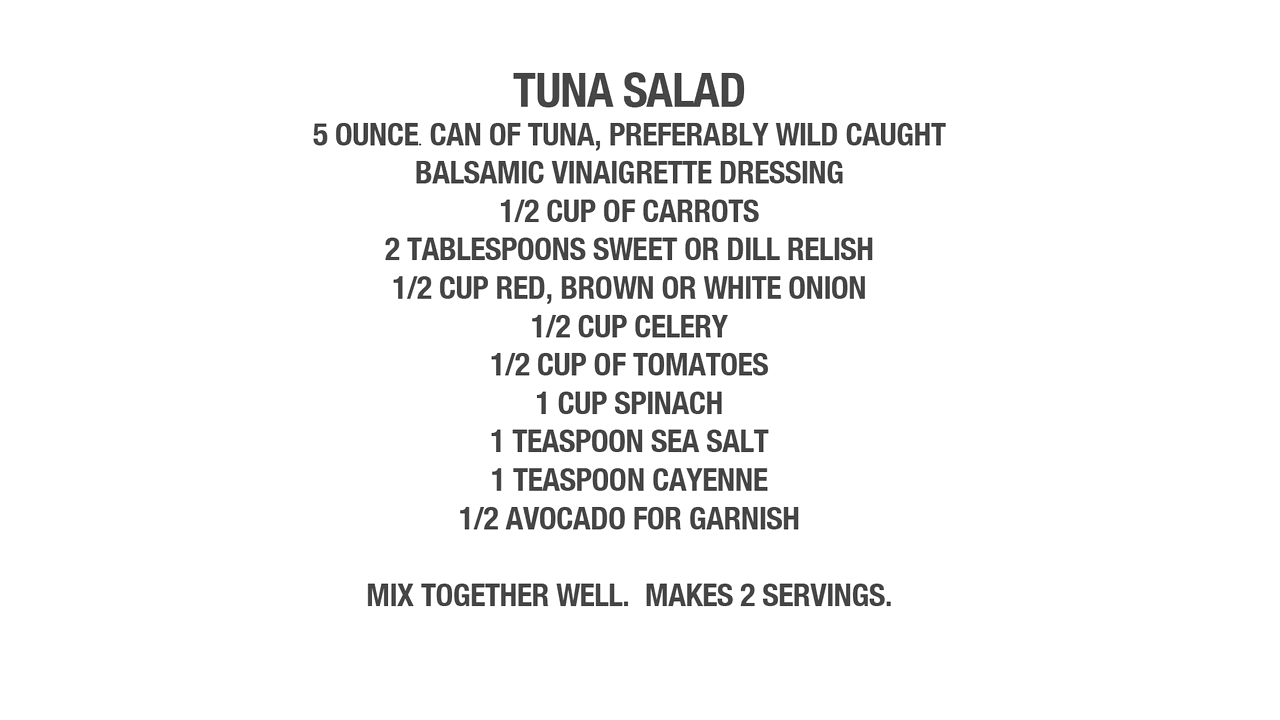 TUNA SALAD
5 OUNCE. CAN OF TUNA, PREFERABLY WILD CAUGHT
BALSAMIC VINAIGRETTE DRESSING
1/2 CUP OF CARROTS
2 TABLESPOONS SWEET OR DILL RELISH
1/2 CUP RED, BROWN OR WHITE ONION
1/2 CUP CELERY
1/2 CUP OF TOMATOES
1 CUP SPINACH
1 TEASPOON SEA SALT
1 TEASPOON CAYENNE
1/2 AVOCADO FOR GARNISH
MIX TOGETHER WELL.  MAKES 2 SERVINGS.